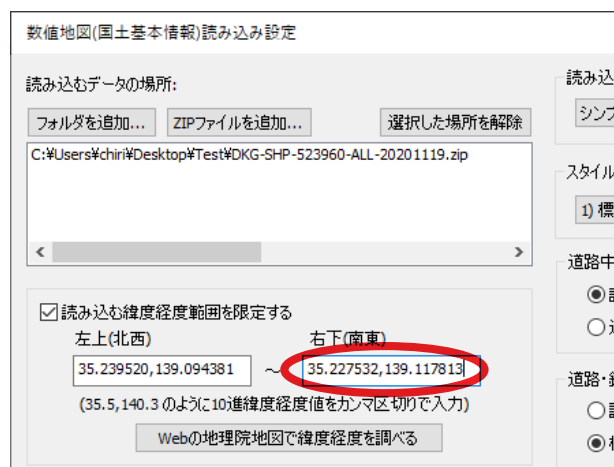 数値地図(国土基本情報)読み込み設定
読み込むデータの場所:
フォルダを追加... ZIPファイルを追加... 選択した場所を解除
C:¥Users¥chiri¥Desktop¥Test¥DKG-SHP-523960-ALL-20201119.zip
☑読み込む緯度経度範囲を限定する
左上(北西) 右下(南東)
35.239520,139.094381 ～ 35.227532,139.117813
(35.5,140.3 のように10進緯度経度値をカンマ区切りで入力)
Webの地理院地図で緯度経度を調べる
読み込
シンプ
スタイル
1) 標
道路中
道路・